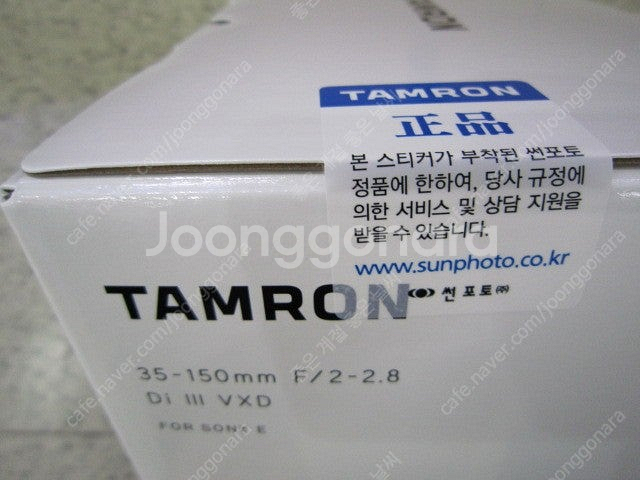 TAMRON
TAMRON
正品
본 스티커가 부착된 썬포토
정품에 한하여, 당사 규정에
의한 서비스 및 상담 지원을
받을 수 있습니다.
Joonggonara
www.sunphoto.co.kr
TAMRON
썬포토㈜
35-150mm F/2-2.8
Di III VXD
FOR SONY E
cafe.naver.com/joonggonara